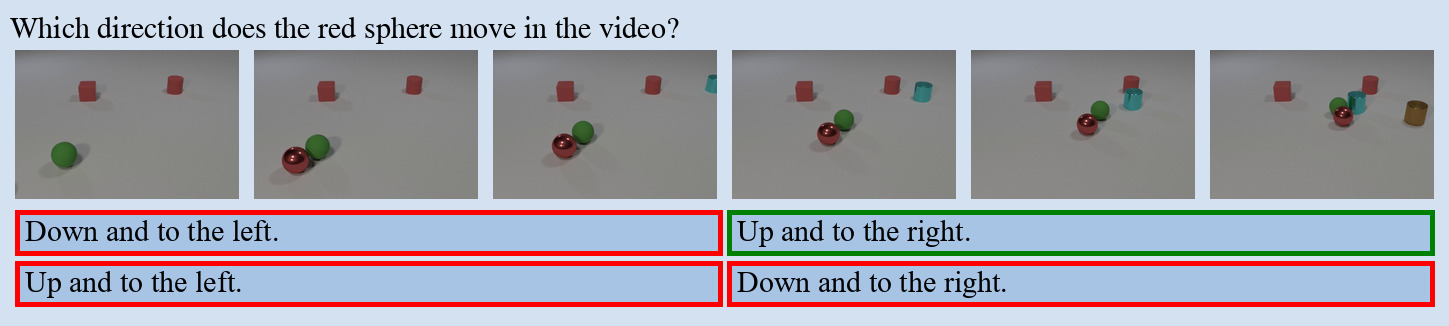 Which direction does the red sphere move in the video?
Down and to the left.
Up and to the right.
Up and to the left.
Down and to the right.